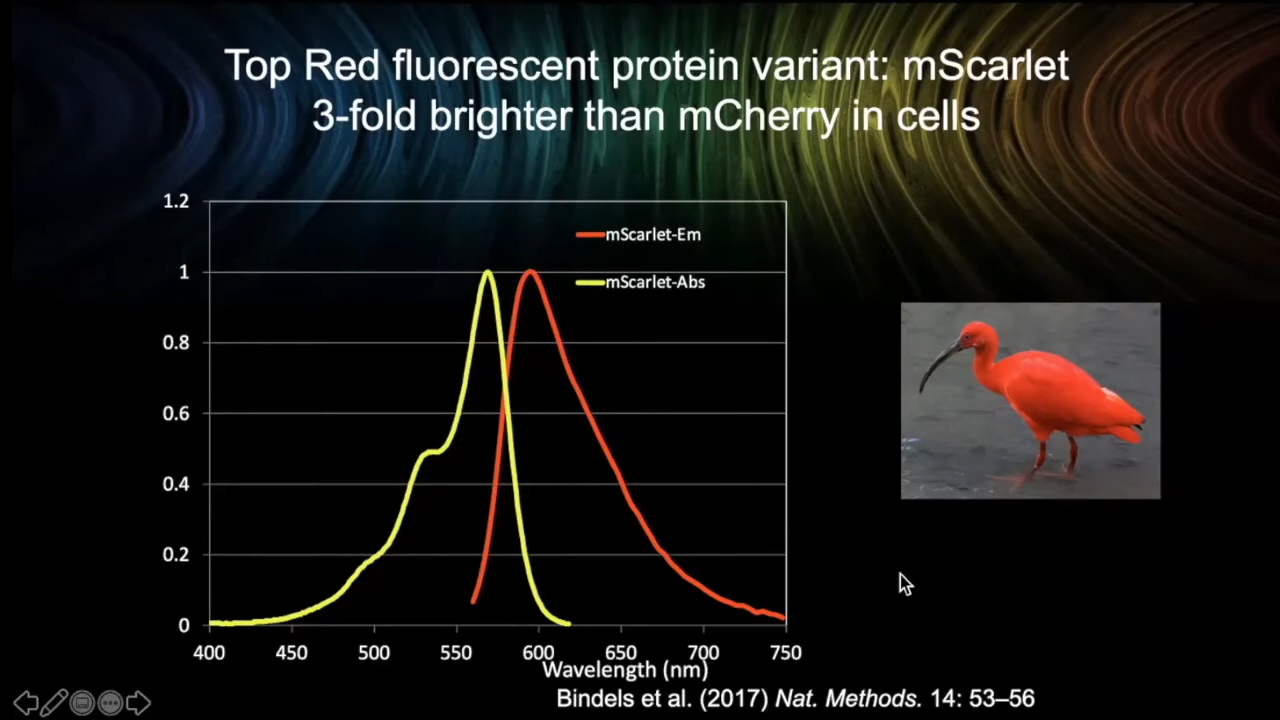 Top Red fluorescent protein variant: mScarlet
3-fold brighter than mCherry in cells
1.2
mScarlet-Em
1
mScarlet-Abs
0.8
0.6
0.4
0.2
0
400 450 500 550 600 650 700 750
Wavelength (nm)
Bindels et al. (2017) Nat. Methods. 14: 53–56